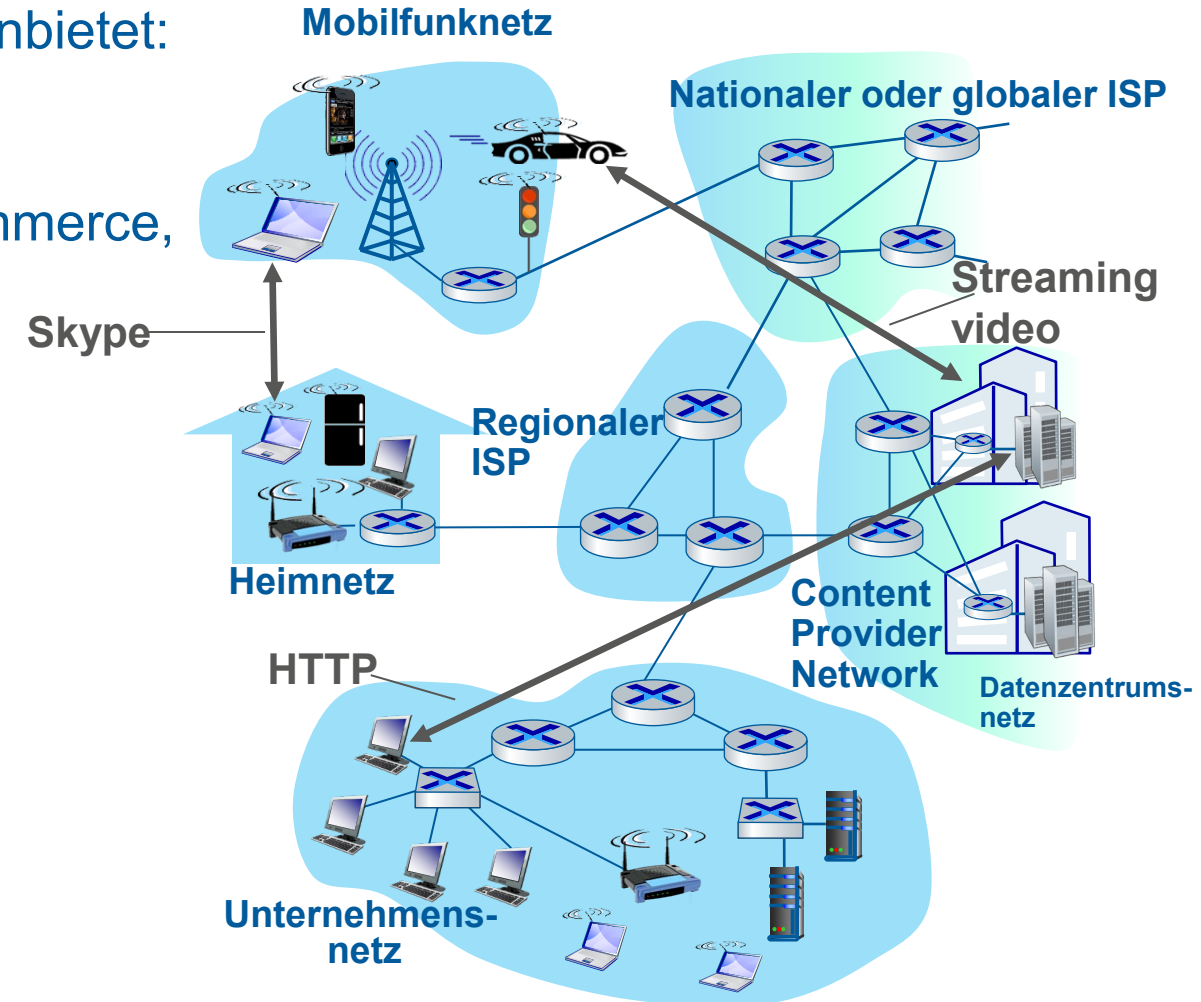 nbietet:
Mobilfunknetz
Nationaler oder globaler ISP
nmerce,
Streaming
video
Skype
Regionaler
ISP
Heimnetz
Content
Provider
Network
Datenzentrums-
netz
HTTP
Unternehmens-
netz